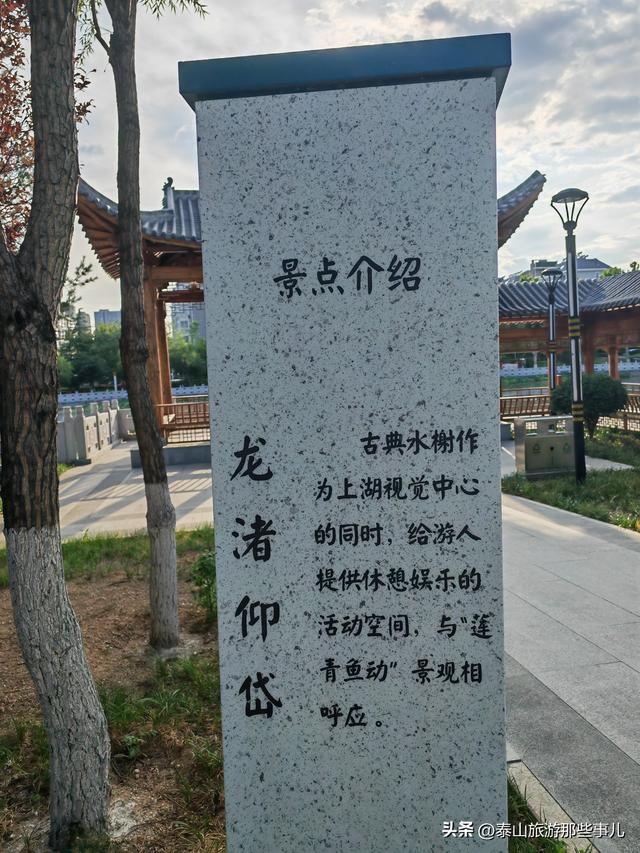 景点介绍
龙渚仰岱
古典水榭作
为上湖视觉中心
的同时，给游人
提供休憩娱乐的
活动空间，与“莲
青鱼动”景观相
呼应。
头条 @泰山旅游那些事儿